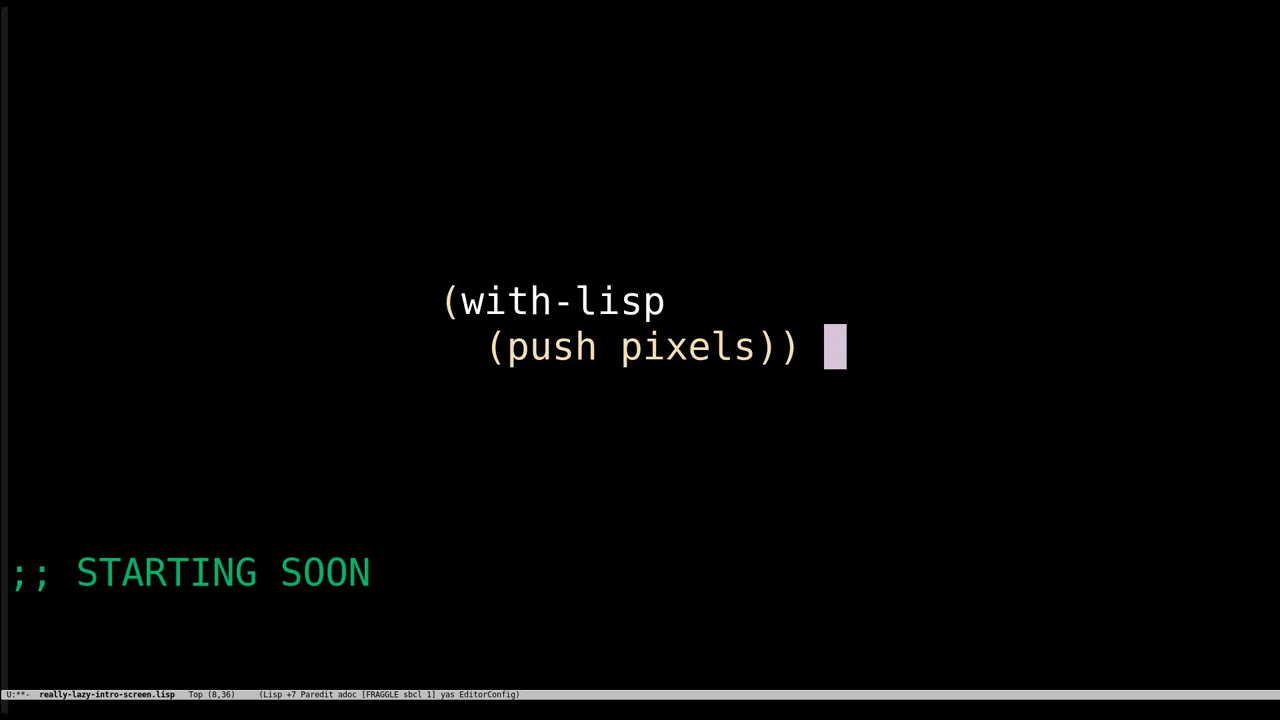 (with-lisp
(push pixels))
;; STARTING SOON
U:**- really-lazy-intro-screen.lisp Top (8,36) (Lisp +7 Paredit adoc [FRAGGLE sbcl 1] yas EditorConfig)